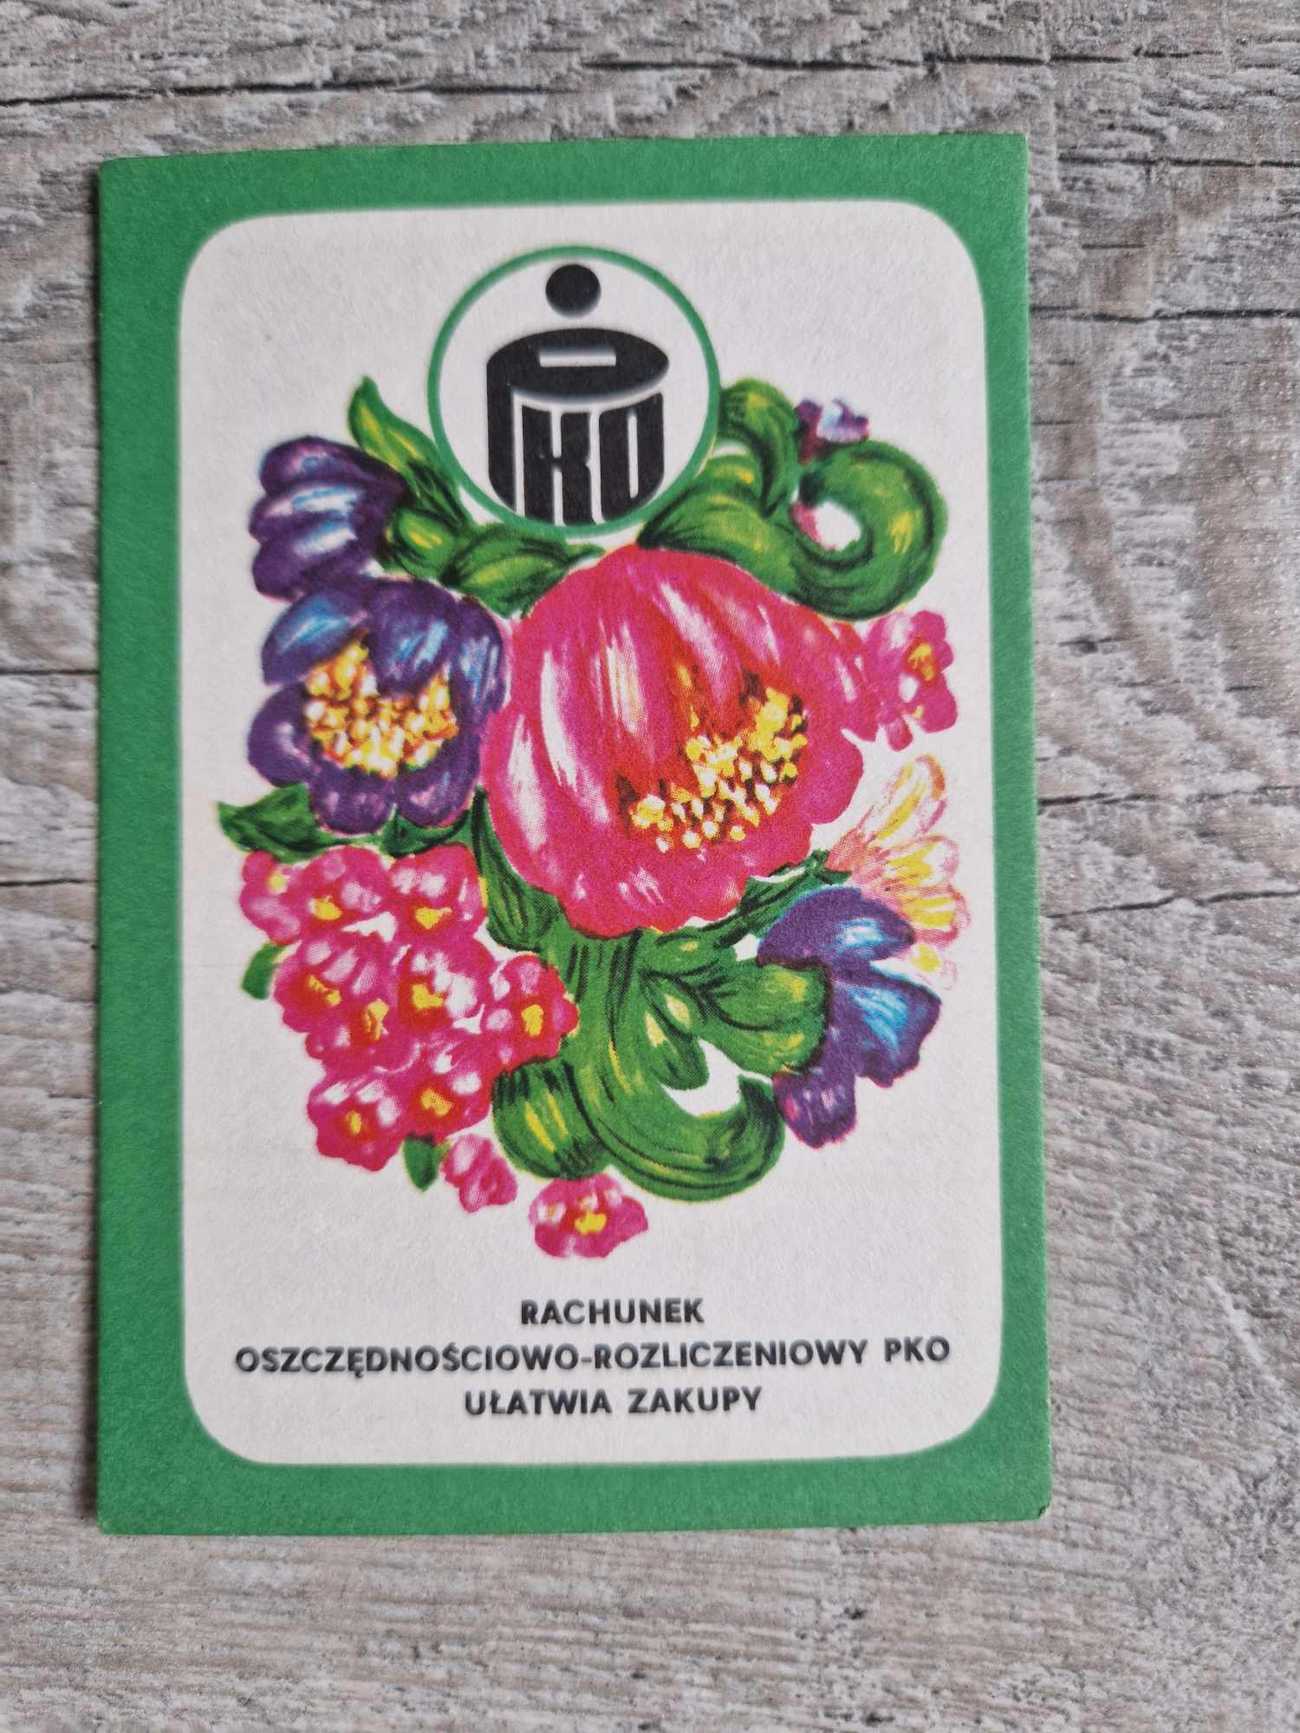 PKO
RACHUNEK
OSZCZĘDNOŚCIOWO-ROZLICZENIOWY PKO
UŁATWIA ZAKUPY